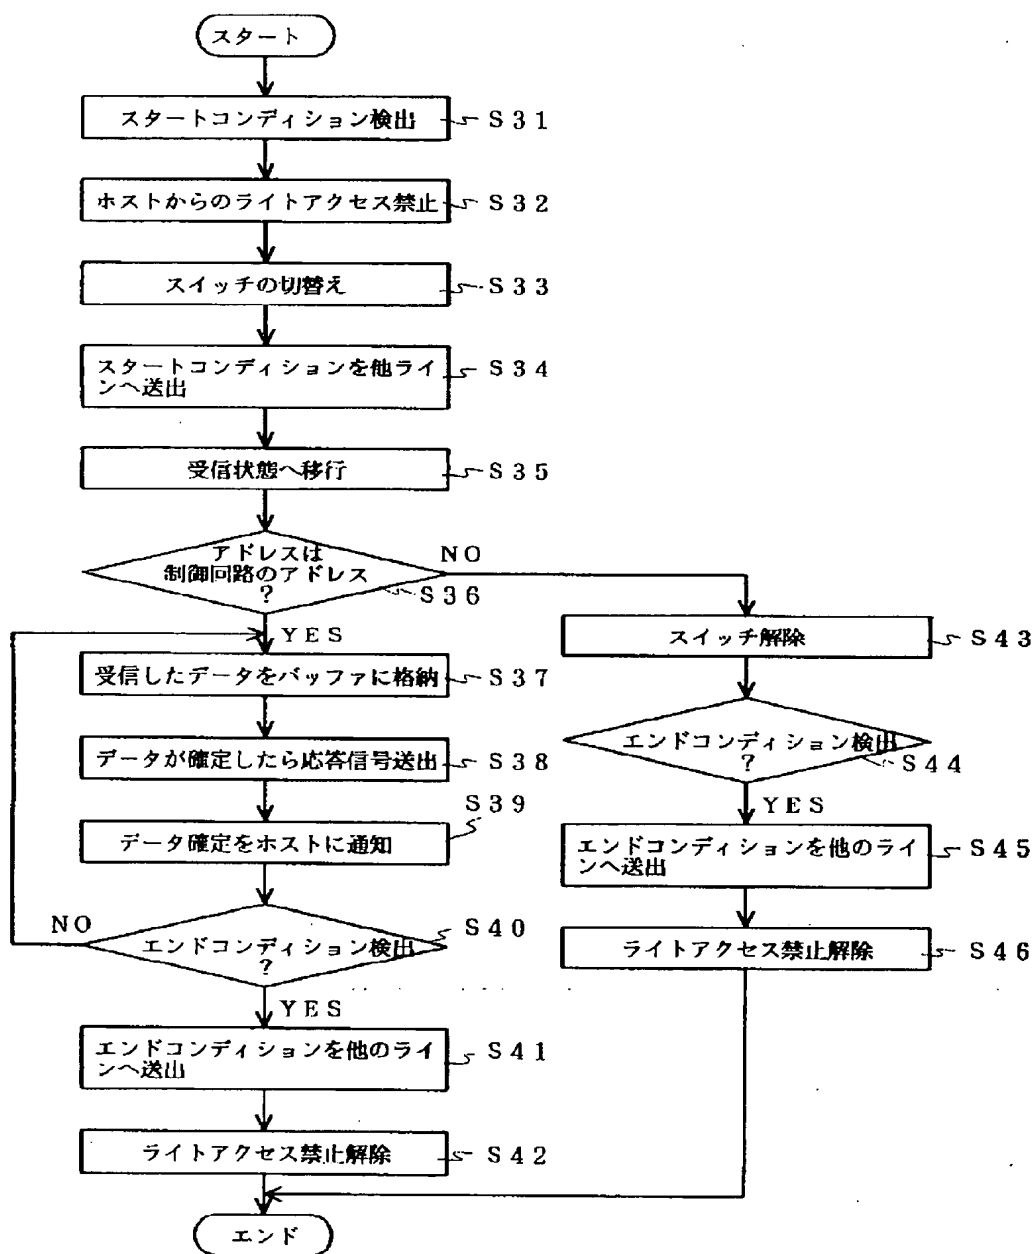 スタート
スタートコンディション検出
S31
ホストからのライトアクセス禁止
S32
スイッチの切替え
S33
スタートコンディションを他ライ
ンへ送出
S34
受信状態へ移行
S35
アドレスは
制御回路のアドレス
?
S36
NO
YES
受信したデータをバッファに格納
S37
データが確定したら応答信号送出
S38
データ確定をホストに通知
S39
エンドコンディション検出
?
S40
NO
YES
エンドコンディションを他のライ
ンへ送出
S41
ライトアクセス禁止解除
S42
スイッチ解除
S43
エンドコンディション検出
?
S44
YES
エンドコンディションを他のライ
ンへ送出
S45
ライトアクセス禁止解除
S46
エンド